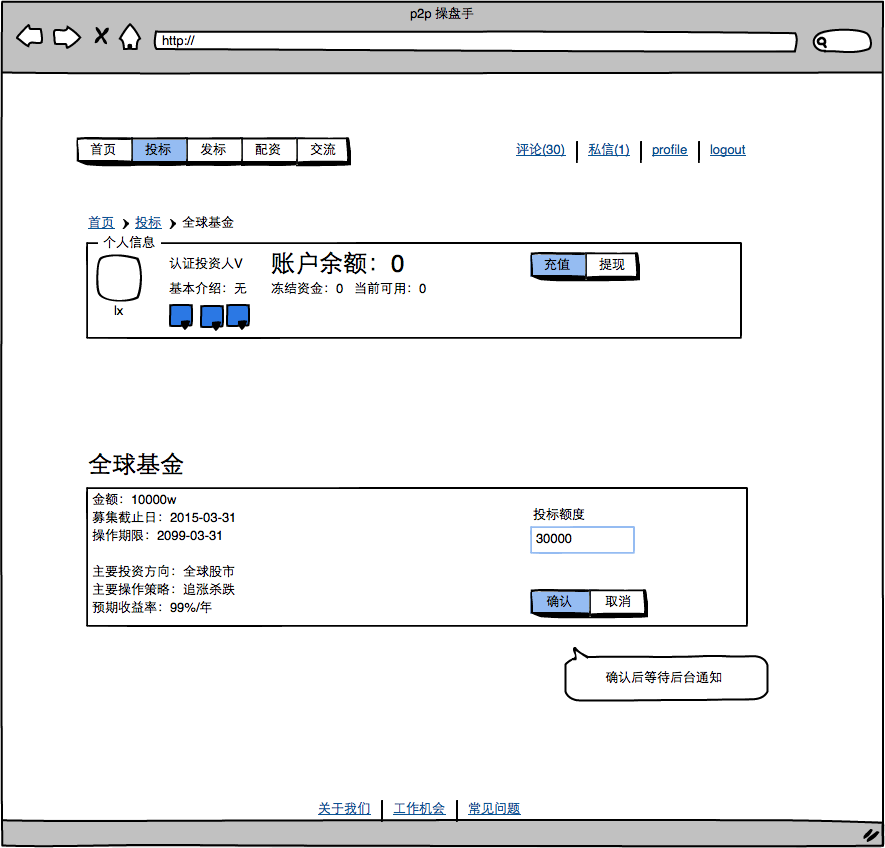 p2p 操盘手
http://
首页 投标 发标 配资 交流
评论(30) 私信(1) profile logout
首页 投标 全球基金
个人信息
认证投资人V
账户余额：0
充值 提现
基本介绍：无
冻结资金：0 当前可用：0
lx
全球基金
金额：10000w
募集截止日：2015-03-31
操作期限：2099-03-31
主要投资方向：全球股市
主要操作策略：追涨杀跌
预期收益率：99%/年
投标额度
30000
确认 取消
确认后等待后台通知
关于我们 工作机会 常见问题